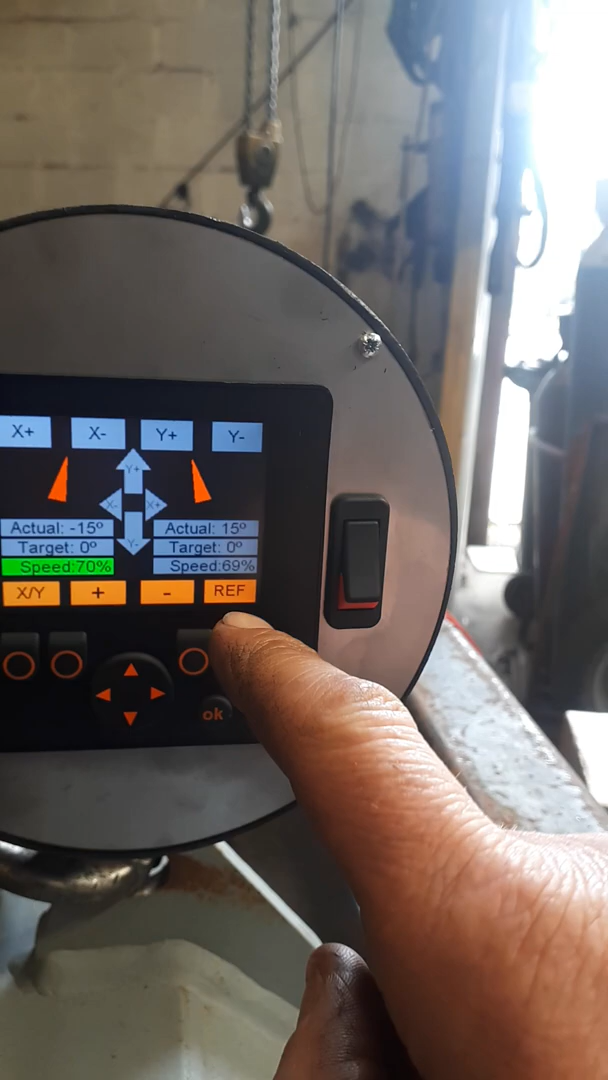 X+ X- Y+ Y-
Y+
X- X+
Y-
Actual: -15º Actual: 15º
Target: 0º Target: 0º
Speed:70% Speed:69%
X/Y + - REF
ok